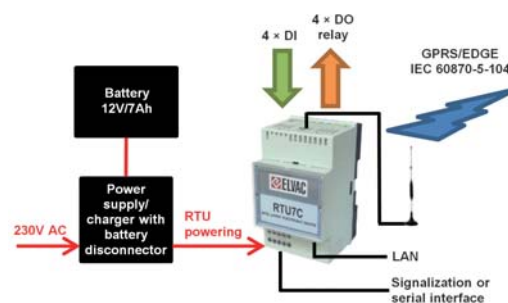 4 × DI
4 × DO
relay
GPRS/EDGE
IEC 60870-5-104
Battery
12V/7Ah
ELVAC
RTU7C
Power
supply/
charger with
battery
disconnector
230V AC
RTU
powering
LAN
Signalization or
serial interface